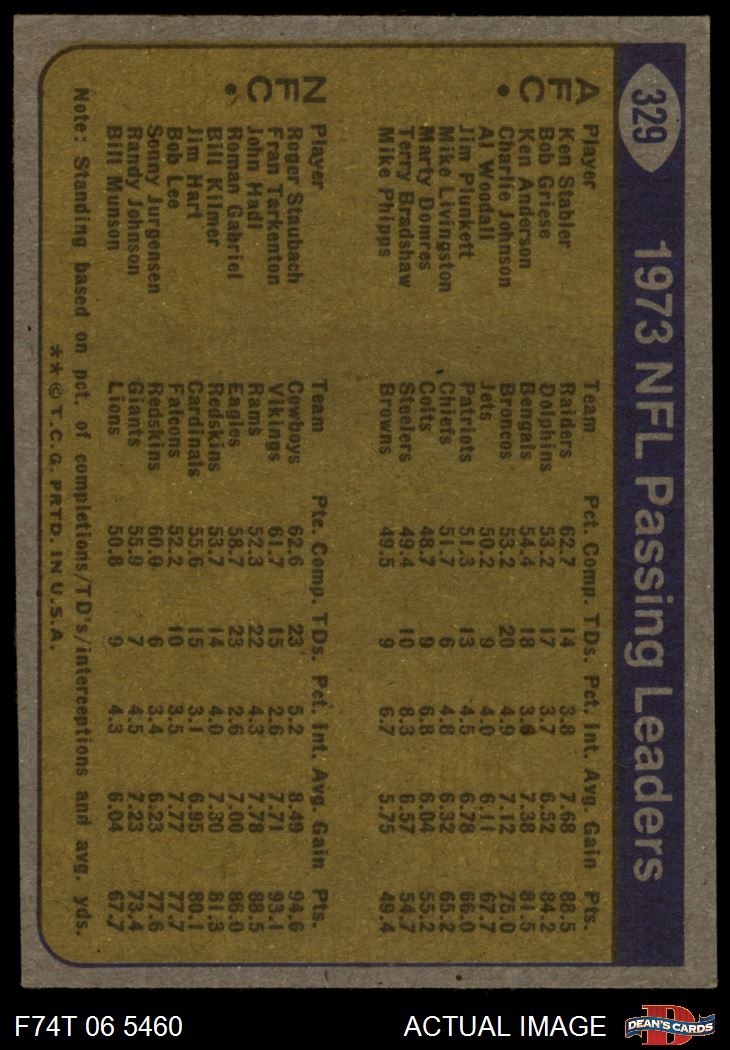 329
1973 NFL Passing Leaders
AFC. Player Team Pct. Comp. TDs. Pct. Int. Avg. Gain Pts.
Ken Stabler Raiders 62.7 14 3.8 7.68 88.5
Bob Griese Dolphins 53.2 17 3.7 6.52 84.2
Ken Anderson Bengals 54.4 18 3.6 7.38 81.5
Charlie Johnson Broncos 53.2 20 4.9 7.12 75.0
Al Woodall Jets 50.2 9 4.0 6.11 67.7
Jim Plunkett Patriots 51.3 13 4.5 6.78 66.0
Mike Livingston Chiefs 51.7 6 4.8 6.32 65.2
Marty Domres Colts 48.7 9 6.8 6.04 55.2
Terry Bradshaw Steelers 49.4 10 8.3 6.57 54.7
Mike Phipps Browns 49.5 9 6.7 5.75 49.4
NFC. Player Team Pte. Comp. TDs. Pct. Int. Avg. Gain Pts.
Roger Staubach Cowboys 62.6 23 5.2 8.49 94.6
Fran Tarkenton Vikings 61.7 15 2.6 7.71 93.1
John Hadl Rams 52.3 22 4.3 7.78 88.5
Roman Gabriel Eagles 58.7 23 2.6 7.00 86.0
Bill Kilmer Redskins 53.7 14 4.0 7.30 81.3
Jim Hart Cardinals 55.6 15 3.1 6.95 80.1
Bob Lee Falcons 52.2 10 3.5 7.77 77.7
Sonny Jurgensen Redskins 60.0 6 3.4 6.23 77.6
Randy Johnson Giants 55.9 7 4.5 7.23 73.4
Bill Munson Lions 50.8 9 4.3 6.04 67.7
Note: Standing based on pct. of completions/TD's/interceptions and avg. yds.
**© T.C.G. PRTD. IN U.S.A.
F74T 06 5460 ACTUAL IMAGE
D
DEAN'S CARDS